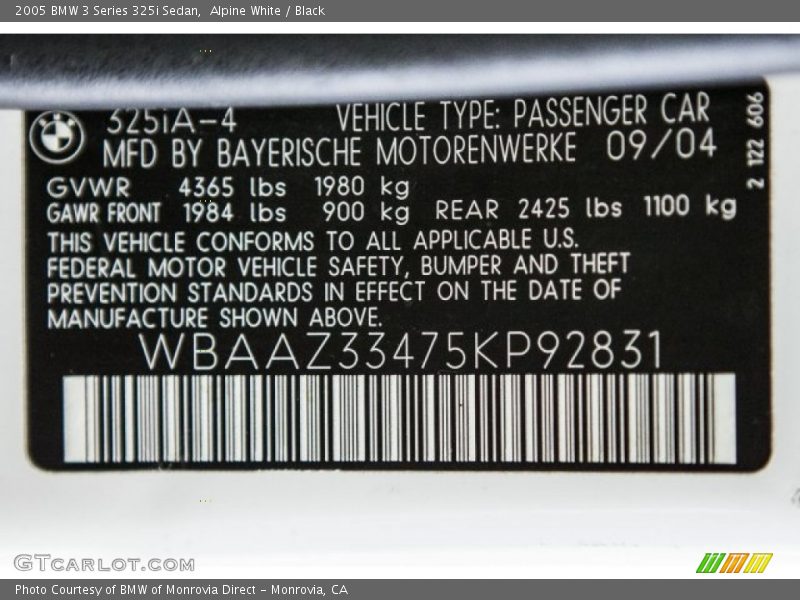 2005 BMW 3 Series 325i Sedan, Alpine White / Black
BMW
325iA-4 VEHICLE TYPE: PASSENGER CAR
MFD BY BAYERISCHE MOTORENWERKE 09/04
2 122 606
GVWR 4365 lbs 1980 kg
GAWR FRONT 1984 lbs 900 kg REAR 2425 lbs 1100 kg
THIS VEHICLE CONFORMS TO ALL APPLICABLE U.S.
FEDERAL MOTOR VEHICLE SAFETY, BUMPER AND THEFT
PREVENTION STANDARDS IN EFFECT ON THE DATE OF
MANUFACTURE SHOWN ABOVE.
WBAAZ33475KP92831
GTCARLOT.COM
Photo Courtesy of BMW of Monrovia Direct - Monrovia, CA